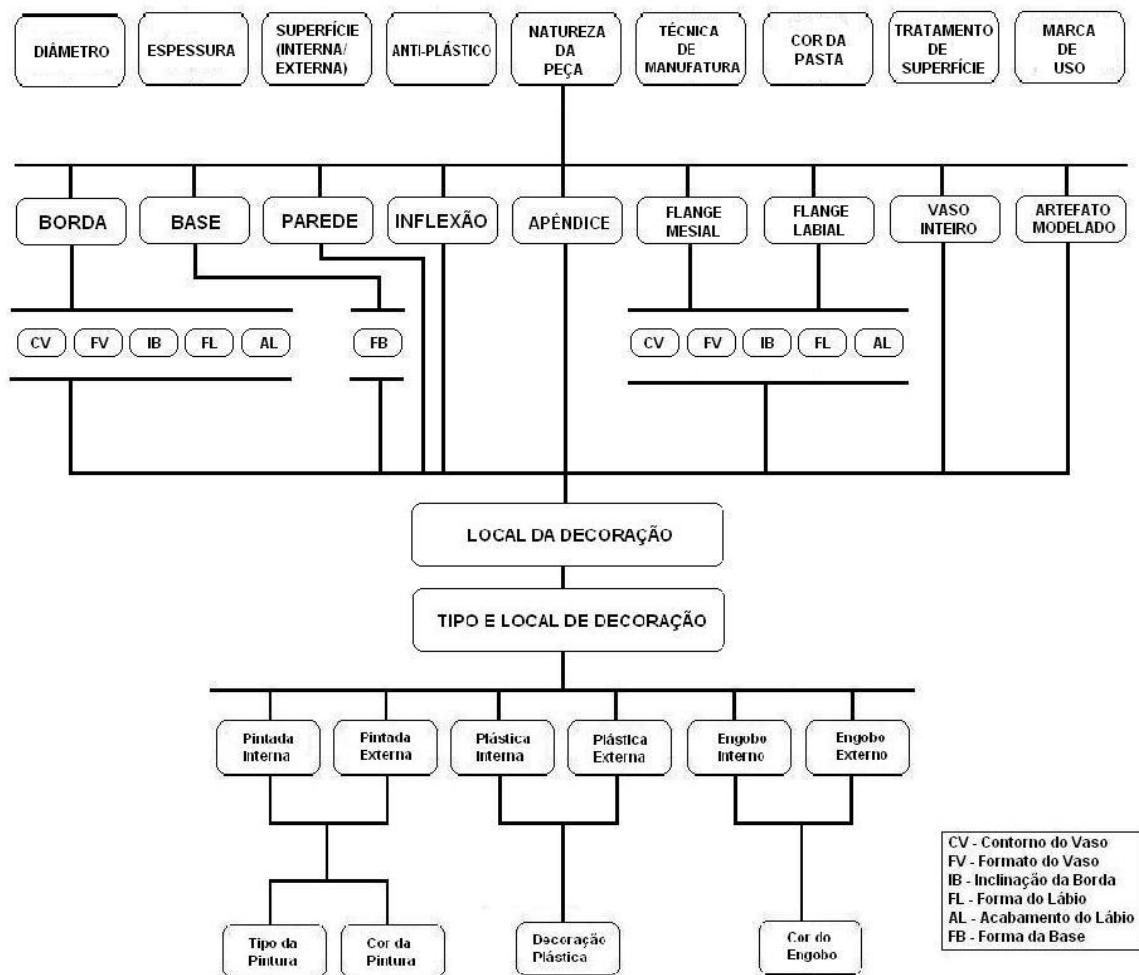 DIÂMETRO
ESPESSURA
SUPERFÍCIE
(INTERNA/
EXTERNA)
ANTI-PLÁSTICO
NATUREZA
DA
PEÇA
TÉCNICA
DE
MANUFATURA
COR DA
PASTA
TRATAMENTO
DE
SUPERFÍCIE
MARCA
DE
USO
BORDA
BASE
PAREDE
INFLEXÃO
APÊNDICE
FLANGE
MESIAL
FLANGE
LABIAL
VASO
INTEIRO
ARTEFATO
MODELADO
CV
FV
IB
FL
AL
FB
CV
FV
IB
FL
AL
LOCAL DA DECORAÇÃO
TIPO E LOCAL DE DECORAÇÃO
Pintada
Interna
Pintada
Externa
Plástica
Interna
Plástica
Externa
Engobo
Interno
Engobo
Externo
Tipo da
Pintura
Cor da
Pintura
Decoração
Plástica
Cor do
Engobo
CV - Contorno do Vaso
FV - Formato do Vaso
IB - Inclinação da Borda
FL - Forma do Lábio
AL - Acabamento do Lábio
FB - Forma da Base